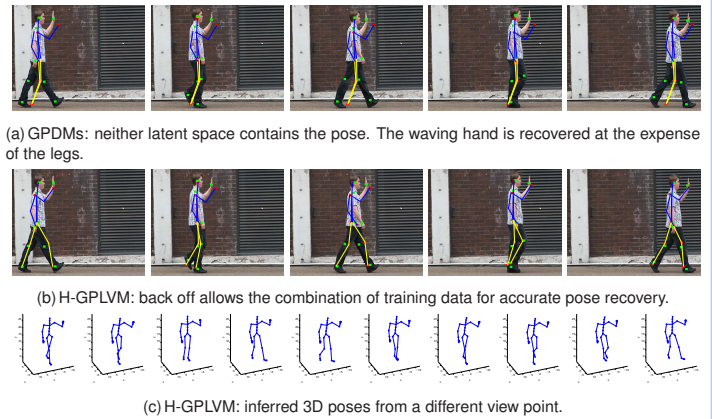 (a) GPDMs: neither latent space contains the pose. The waving hand is recovered at the expense
of the legs.
(b) H-GPLVM: back off allows the combination of training data for accurate pose recovery.
(c) H-GPLVM: inferred 3D poses from a different view point.